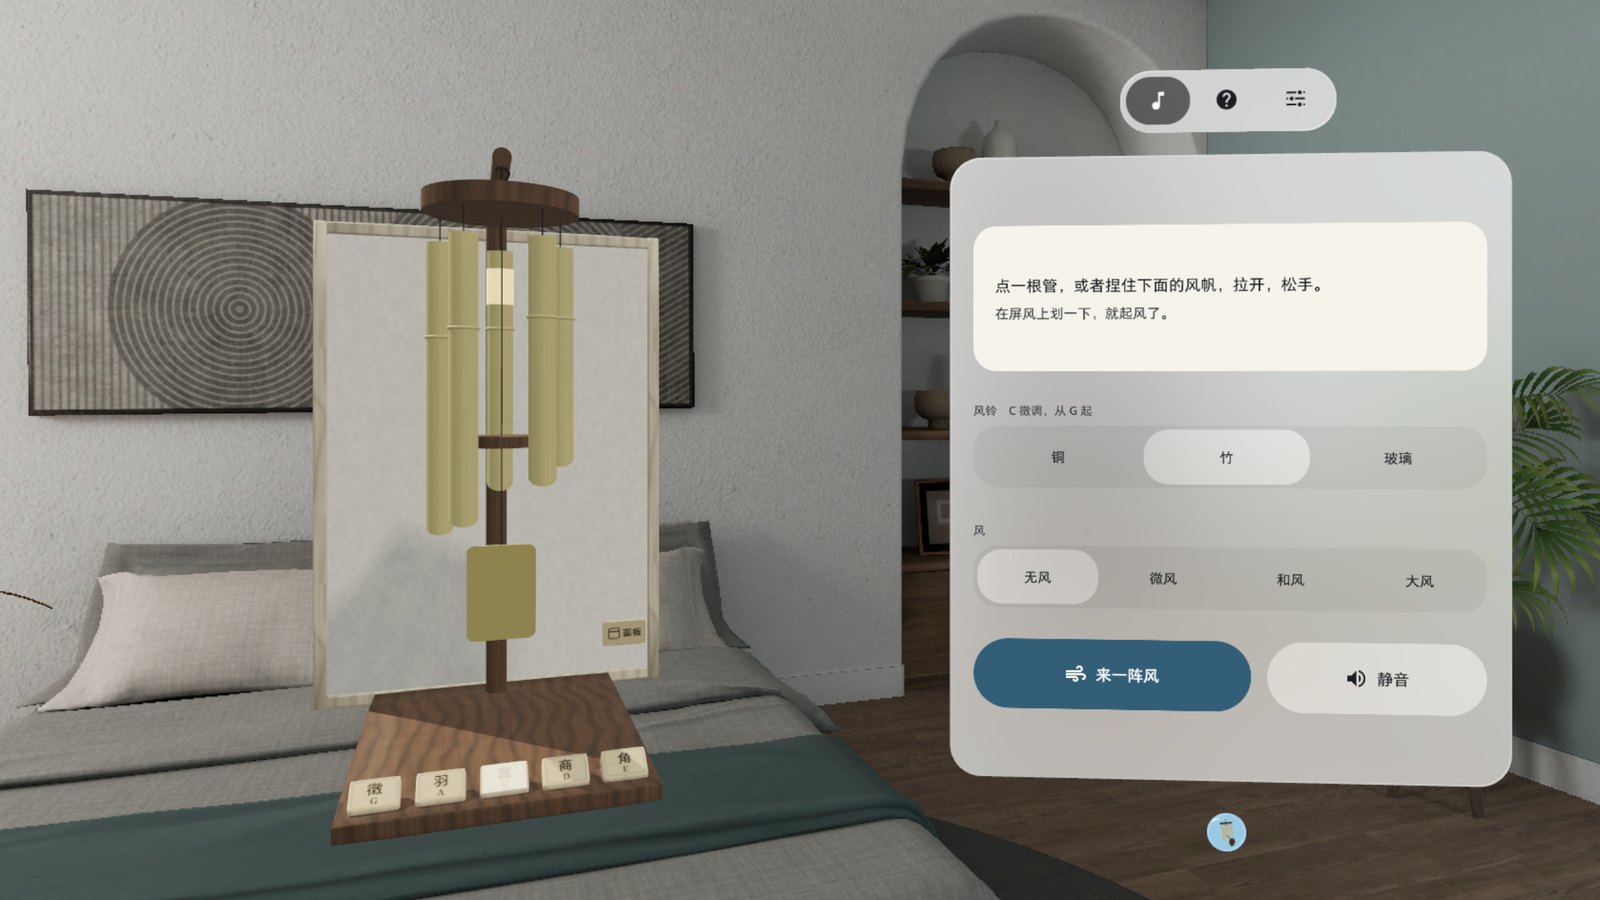 点一根管，或者捏住下面的风帆，拉开，松手。
在屏风上划一下，就起风了。
风铃 C 徵调，从 G 起
铜 竹 玻璃
风
无风 微风 和风 大风
来一阵风 静音
面板
徵 羽 商 角
G A D E